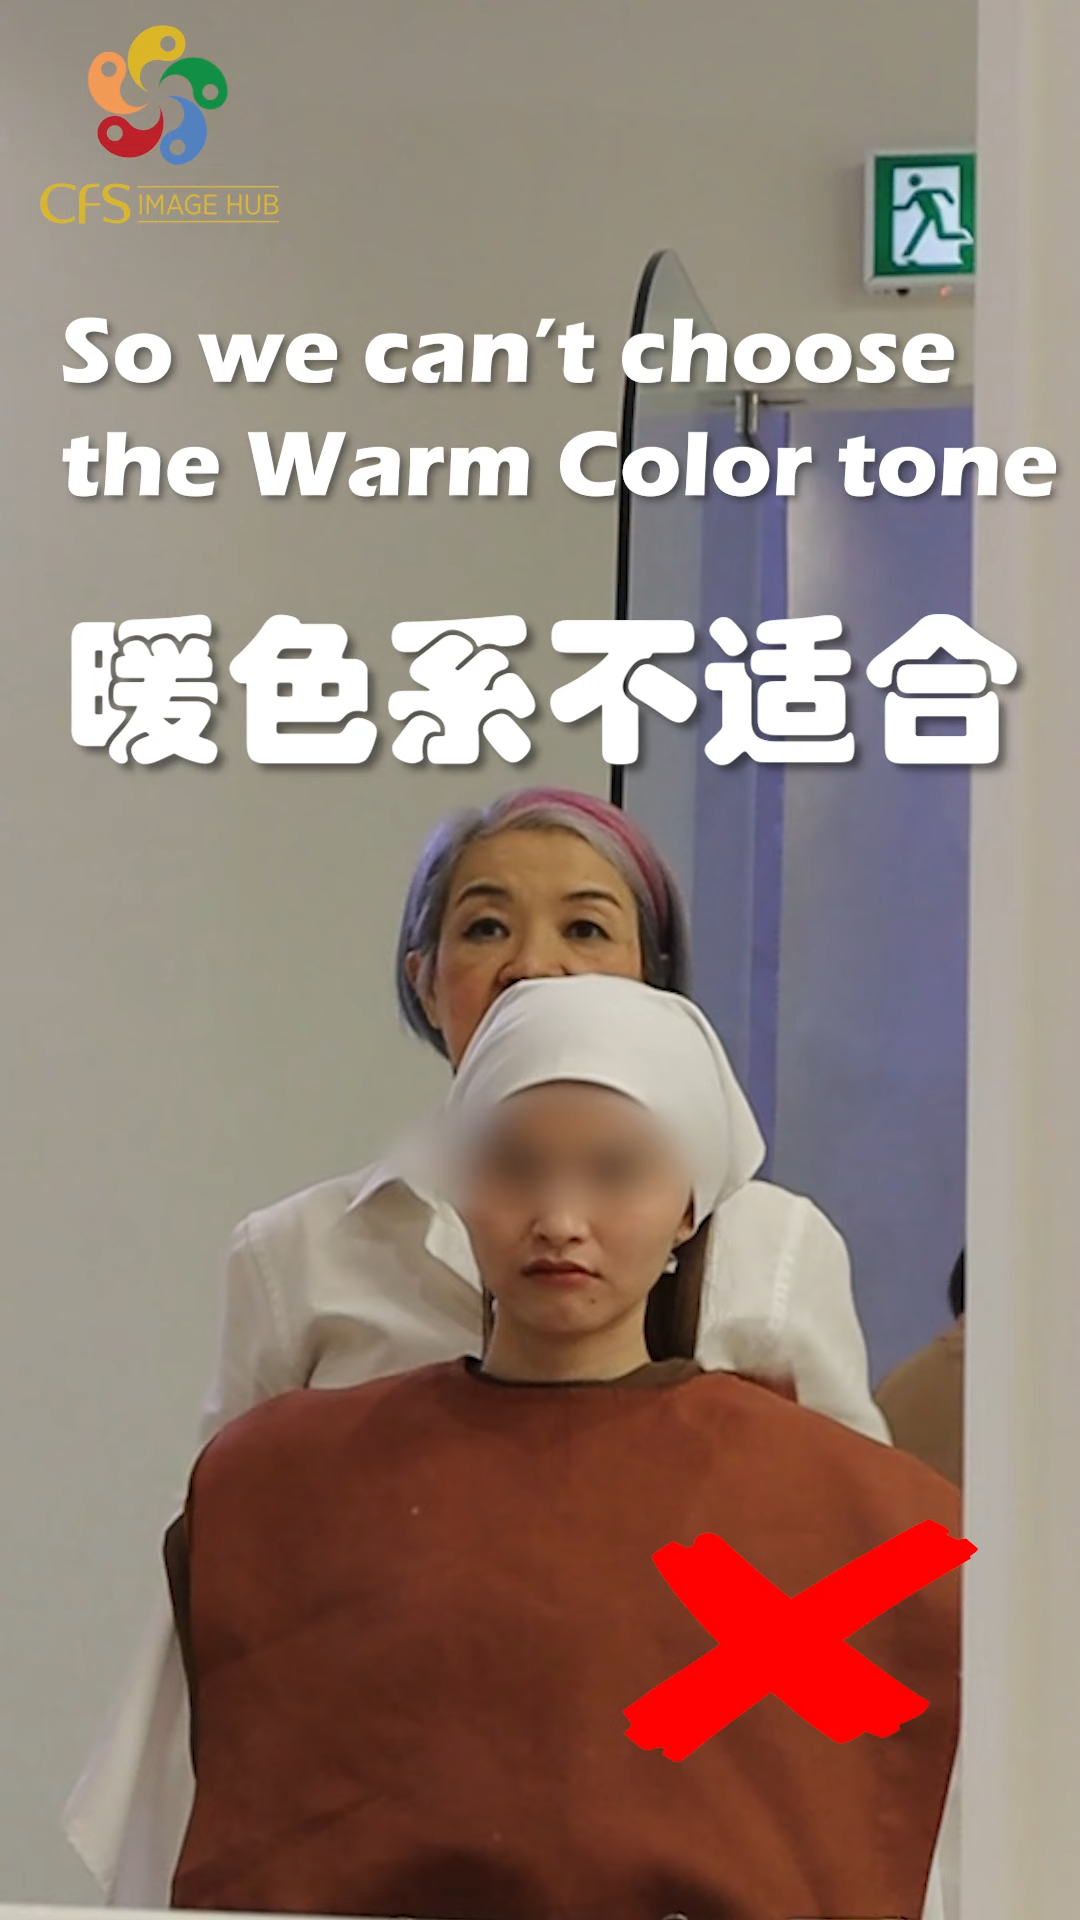 CFS IMAGE HUB
So we can't choose
the Warm Color tone
暖色系不适合